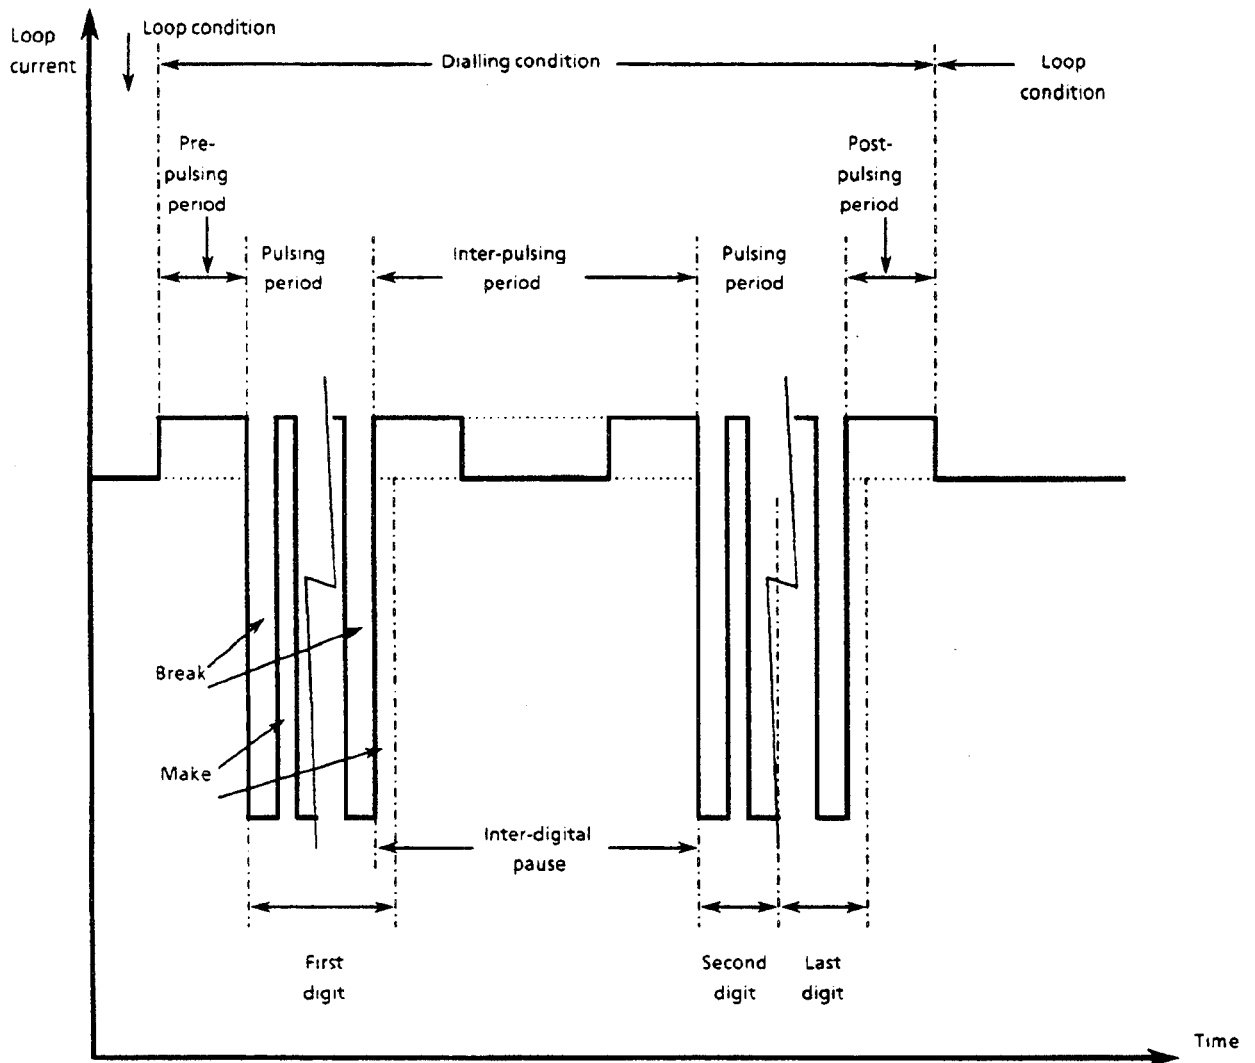 Loop
current
Loop condition
Dialling condition
Loop
condition
Pre-
pulsing
period
Post-
pulsing
period
Pulsing
period
Inter-pulsing
period
Pulsing
period
Break
Make
Inter-digital
pause
First
digit
Second
digit
Last
digit
Time